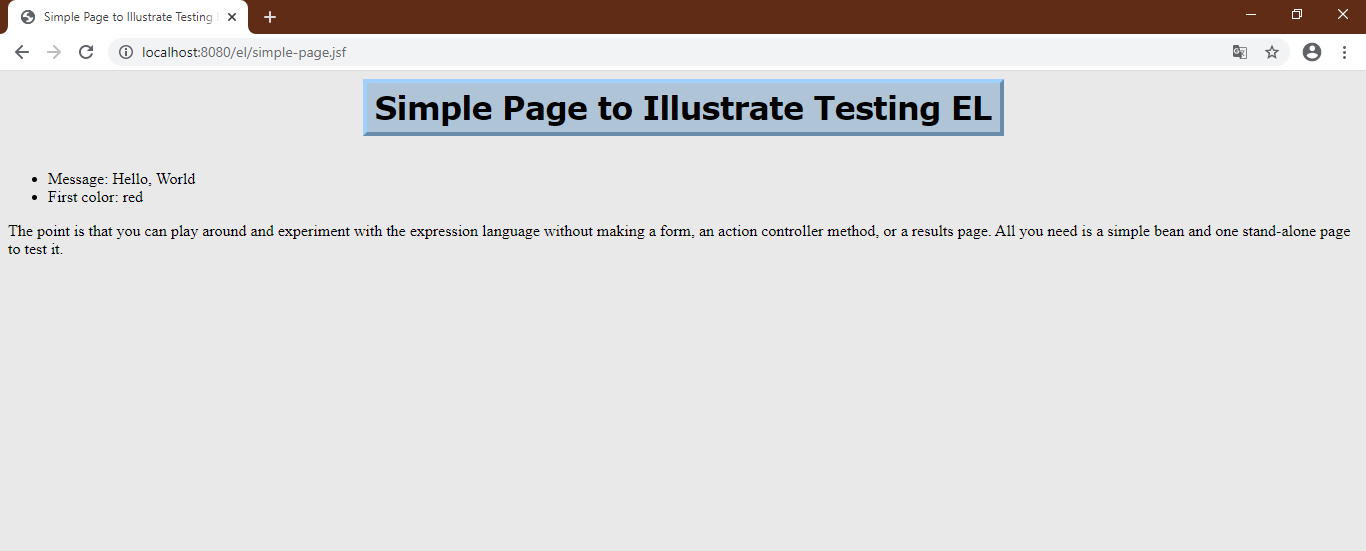 Simple Page to Illustrate Testing
localhost:8080/el/simple-page.jsf
Simple Page to Illustrate Testing EL
Message: Hello, World
First color: red
The point is that you can play around and experiment with the expression language without making a form, an action controller method, or a results page. All you need is a simple bean and one stand-alone page
to test it.